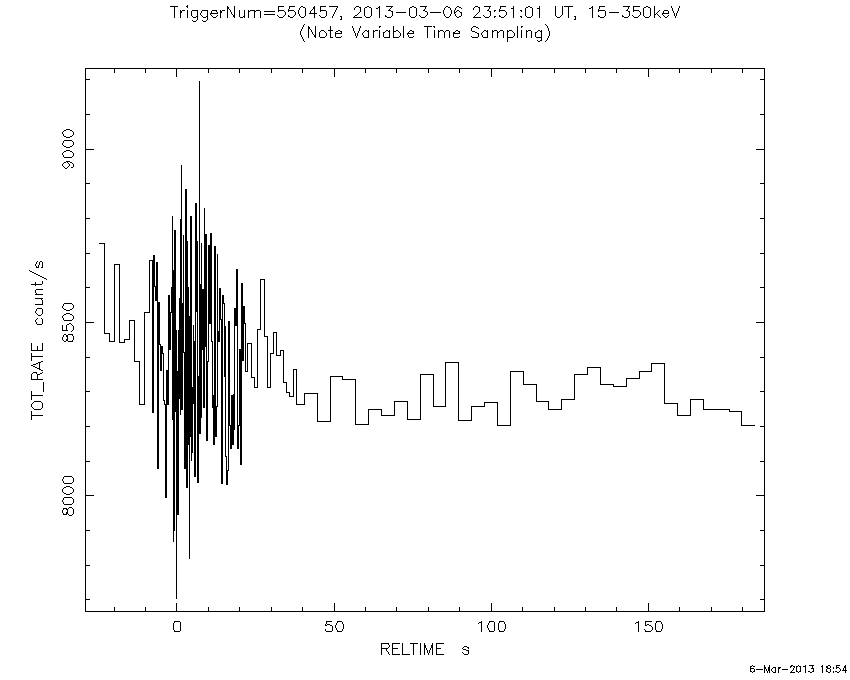 TriggerNum=550457, 2013-03-06 23:51:01 UT, 15-350keV
(Note Variable Time Sampling)
TOT_RATE count/s
9000
8500
8000
0 50 100 150
RELTIME s
6-Mar-2013 18:54